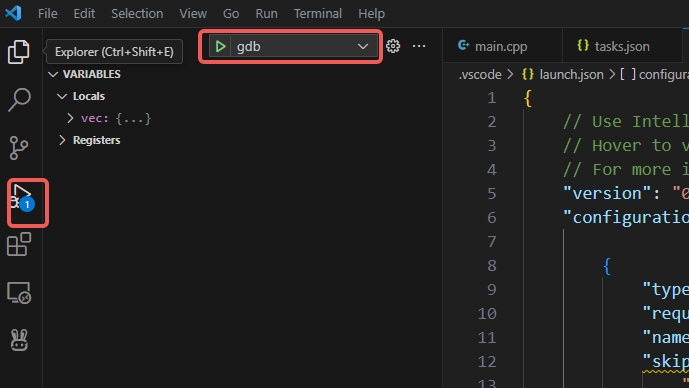 File Edit Selection View Go Run Terminal Help
Explorer (Ctrl+Shift+E)
gdb
main.cpp
tasks.json
VARIABLES
.vscode > launch.json > [ ] configura
Locals
vec: {...}
Registers
1
1 {
2 // Use Intell
3 // Hover to v
4 // For more i
5 "version": "0
6 "configuratio
7
8 {
9 "type
10 "requ
11 "name
12 "skip
13 "